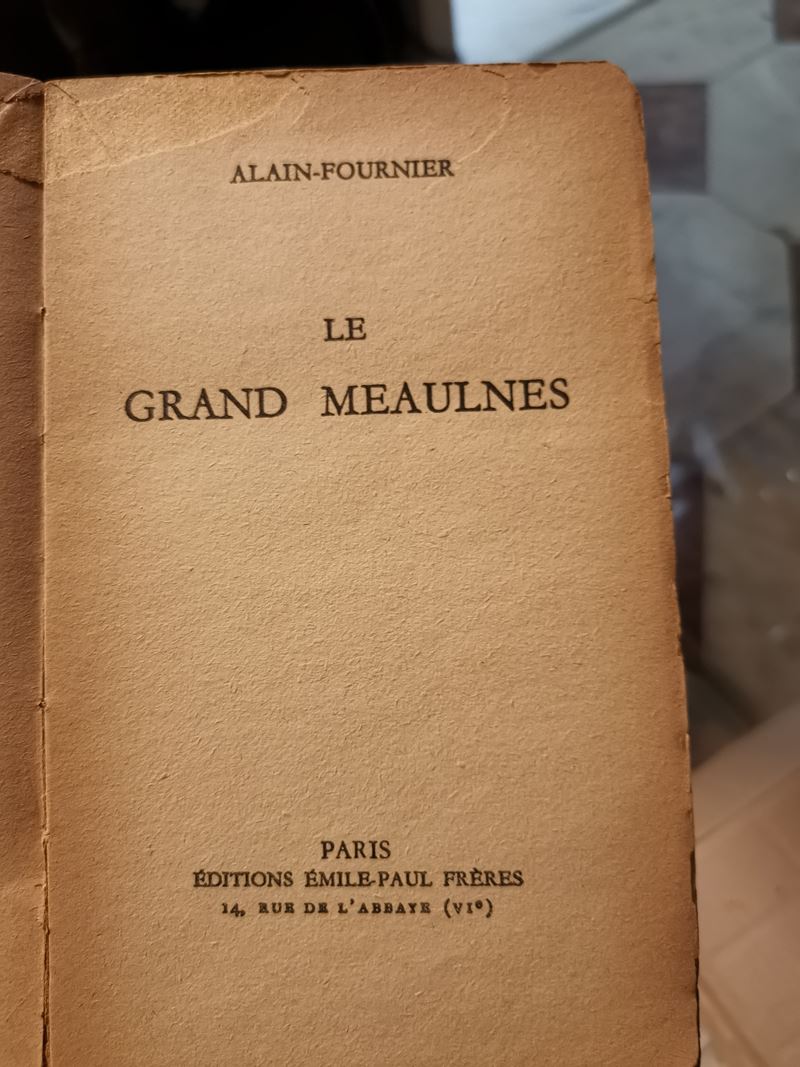 ALAIN-FOURNIER
LE
GRAND MEAULNES
PARIS
ÉDITIONS ÉMILE-PAUL FRÈRES
14, RUE DE L'ABBAYE (VIᵉ)